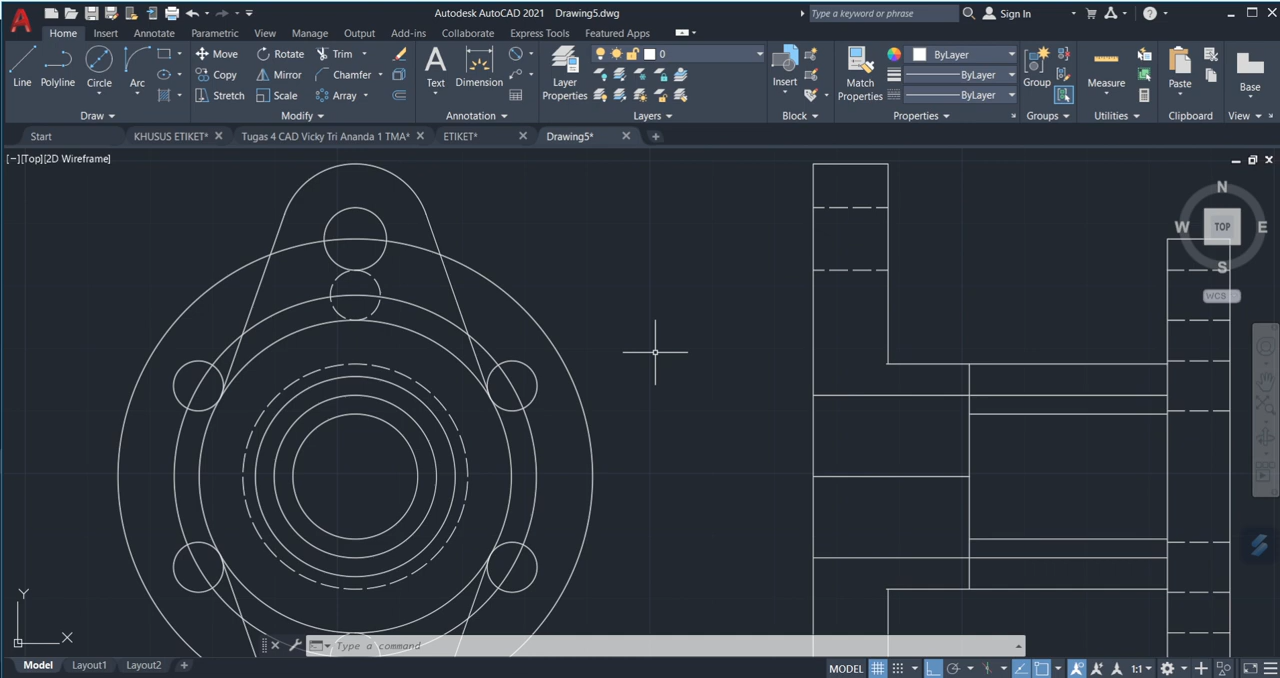 A Autodesk AutoCAD 2021 Drawing5.dwg Type a keyword or phrase Sign In
Home Insert Annotate Parametric View Manage Output Add-ins Collaborate Express Tools Featured Apps
Line Polyline Circle Arc
Move Rotate Trim
Copy Mirror Chamfer
Stretch Scale Array
A Text Dimension
Layer Properties
0
Insert
Match Properties
ByLayer
ByLayer
ByLayer
Group
Measure
Paste
Base
Draw Modify Annotation Layers Block Properties Groups Utilities Clipboard View
Start KHUSUS ETIKET* Tugas 4 CAD Vicky Tri Ananda 1 TMA* ETIKET* Drawing5*
[−][Top][2D Wireframe]
N
W TOP E
S
WCS
Y
X
Type a command
Model Layout1 Layout2 MODEL 1:1